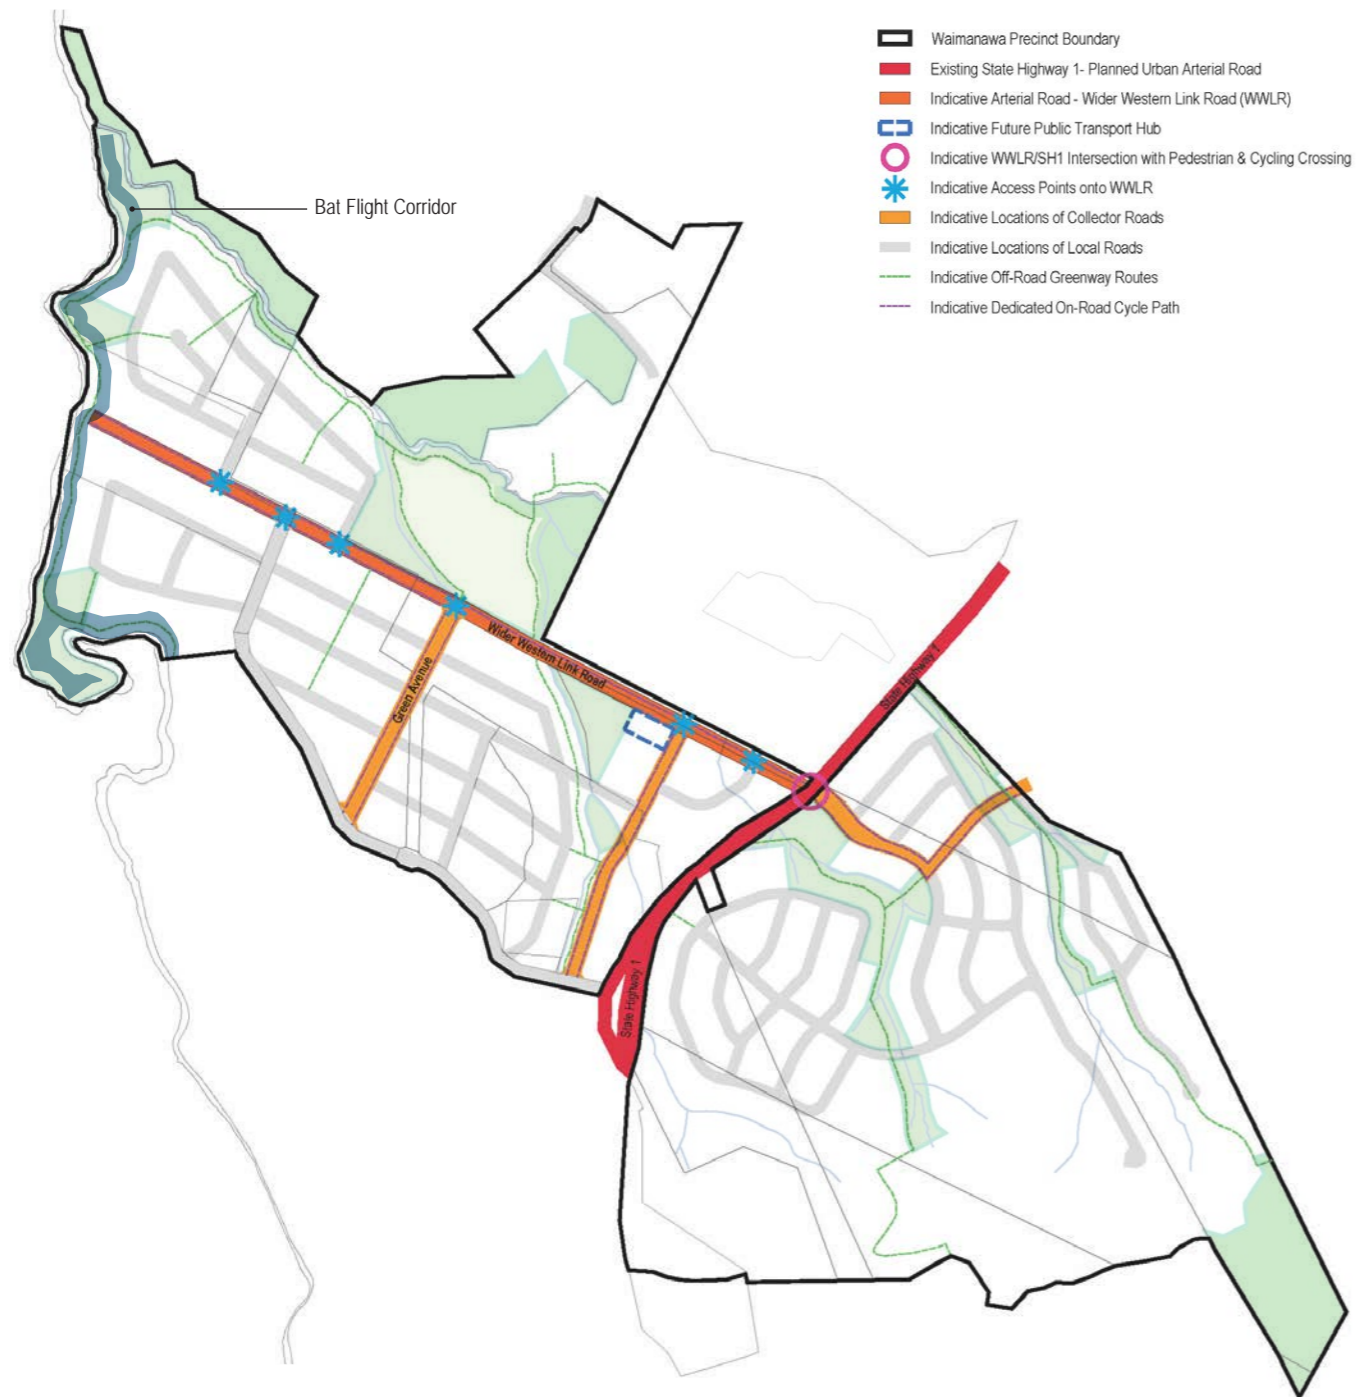 Waimanawa Precinct Boundary
Existing State Highway 1- Planned Urban Arterial Road
Indicative Arterial Road - Wider Western Link Road (WWLR)
Indicative Future Public Transport Hub
Indicative WWLR/SH1 Intersection with Pedestrian & Cycling Crossing
Indicative Access Points onto WWLR
Indicative Locations of Collector Roads
Indicative Locations of Local Roads
Indicative Off-Road Greenway Routes
Indicative Dedicated On-Road Cycle Path
Bat Flight Corridor
Wider Western Link Road
Green Avenue
State Highway 1
State Highway 1